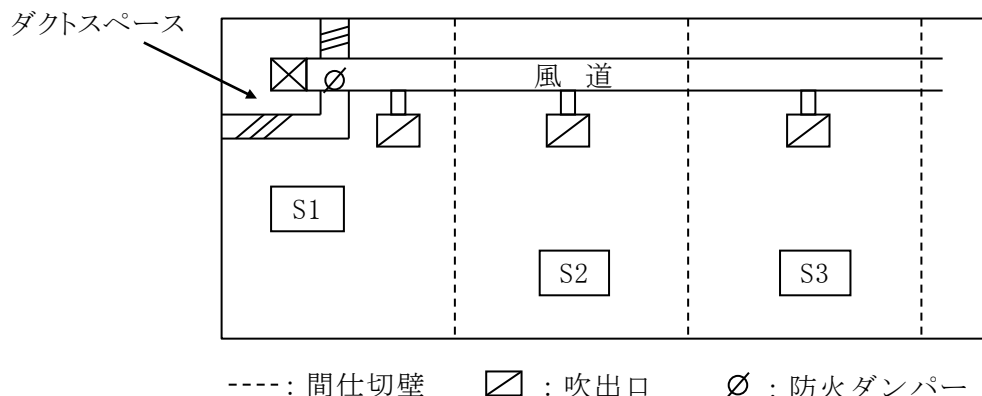 ダクトスペース
風 道
S1
S2
S3
----：間仕切壁 ：吹出口 ：防火ダンパー